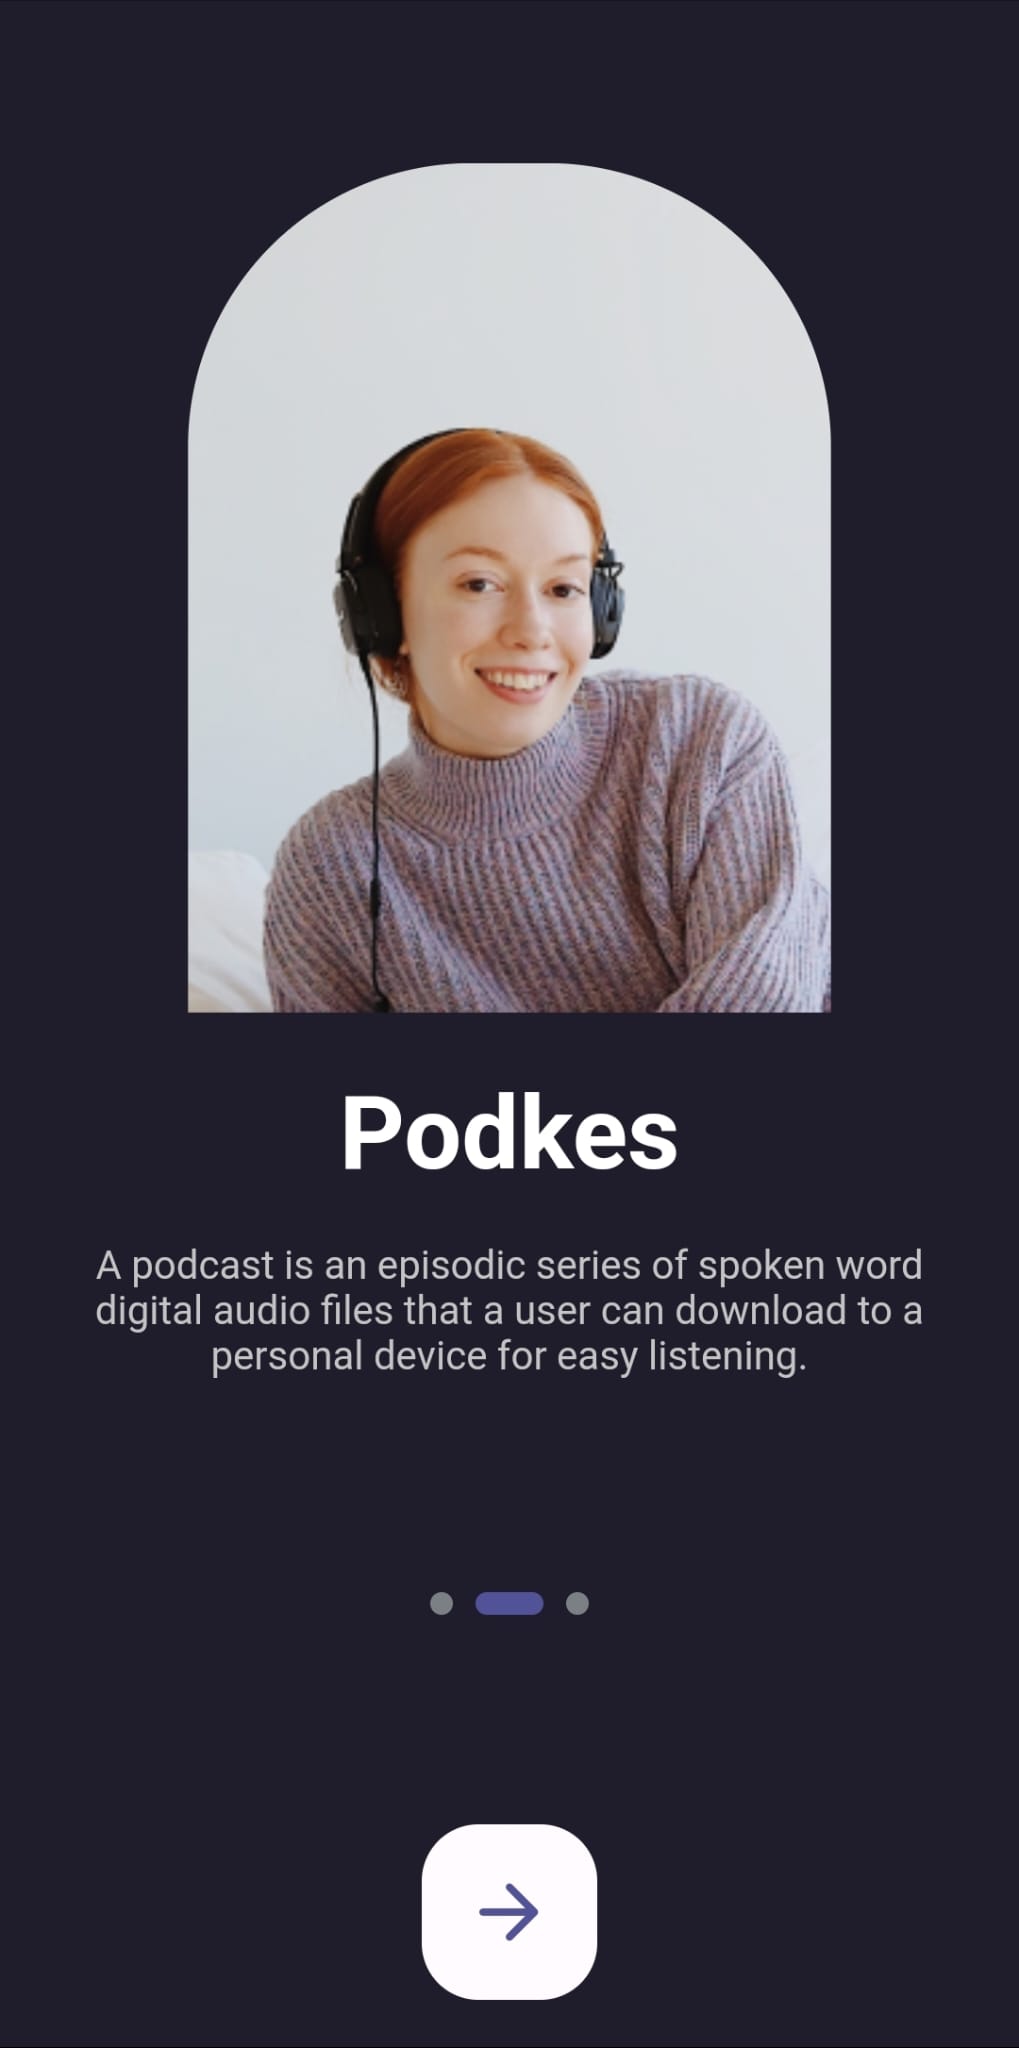 Podkes
A podcast is an episodic series of spoken word
digital audio files that a user can download to a
personal device for easy listening.